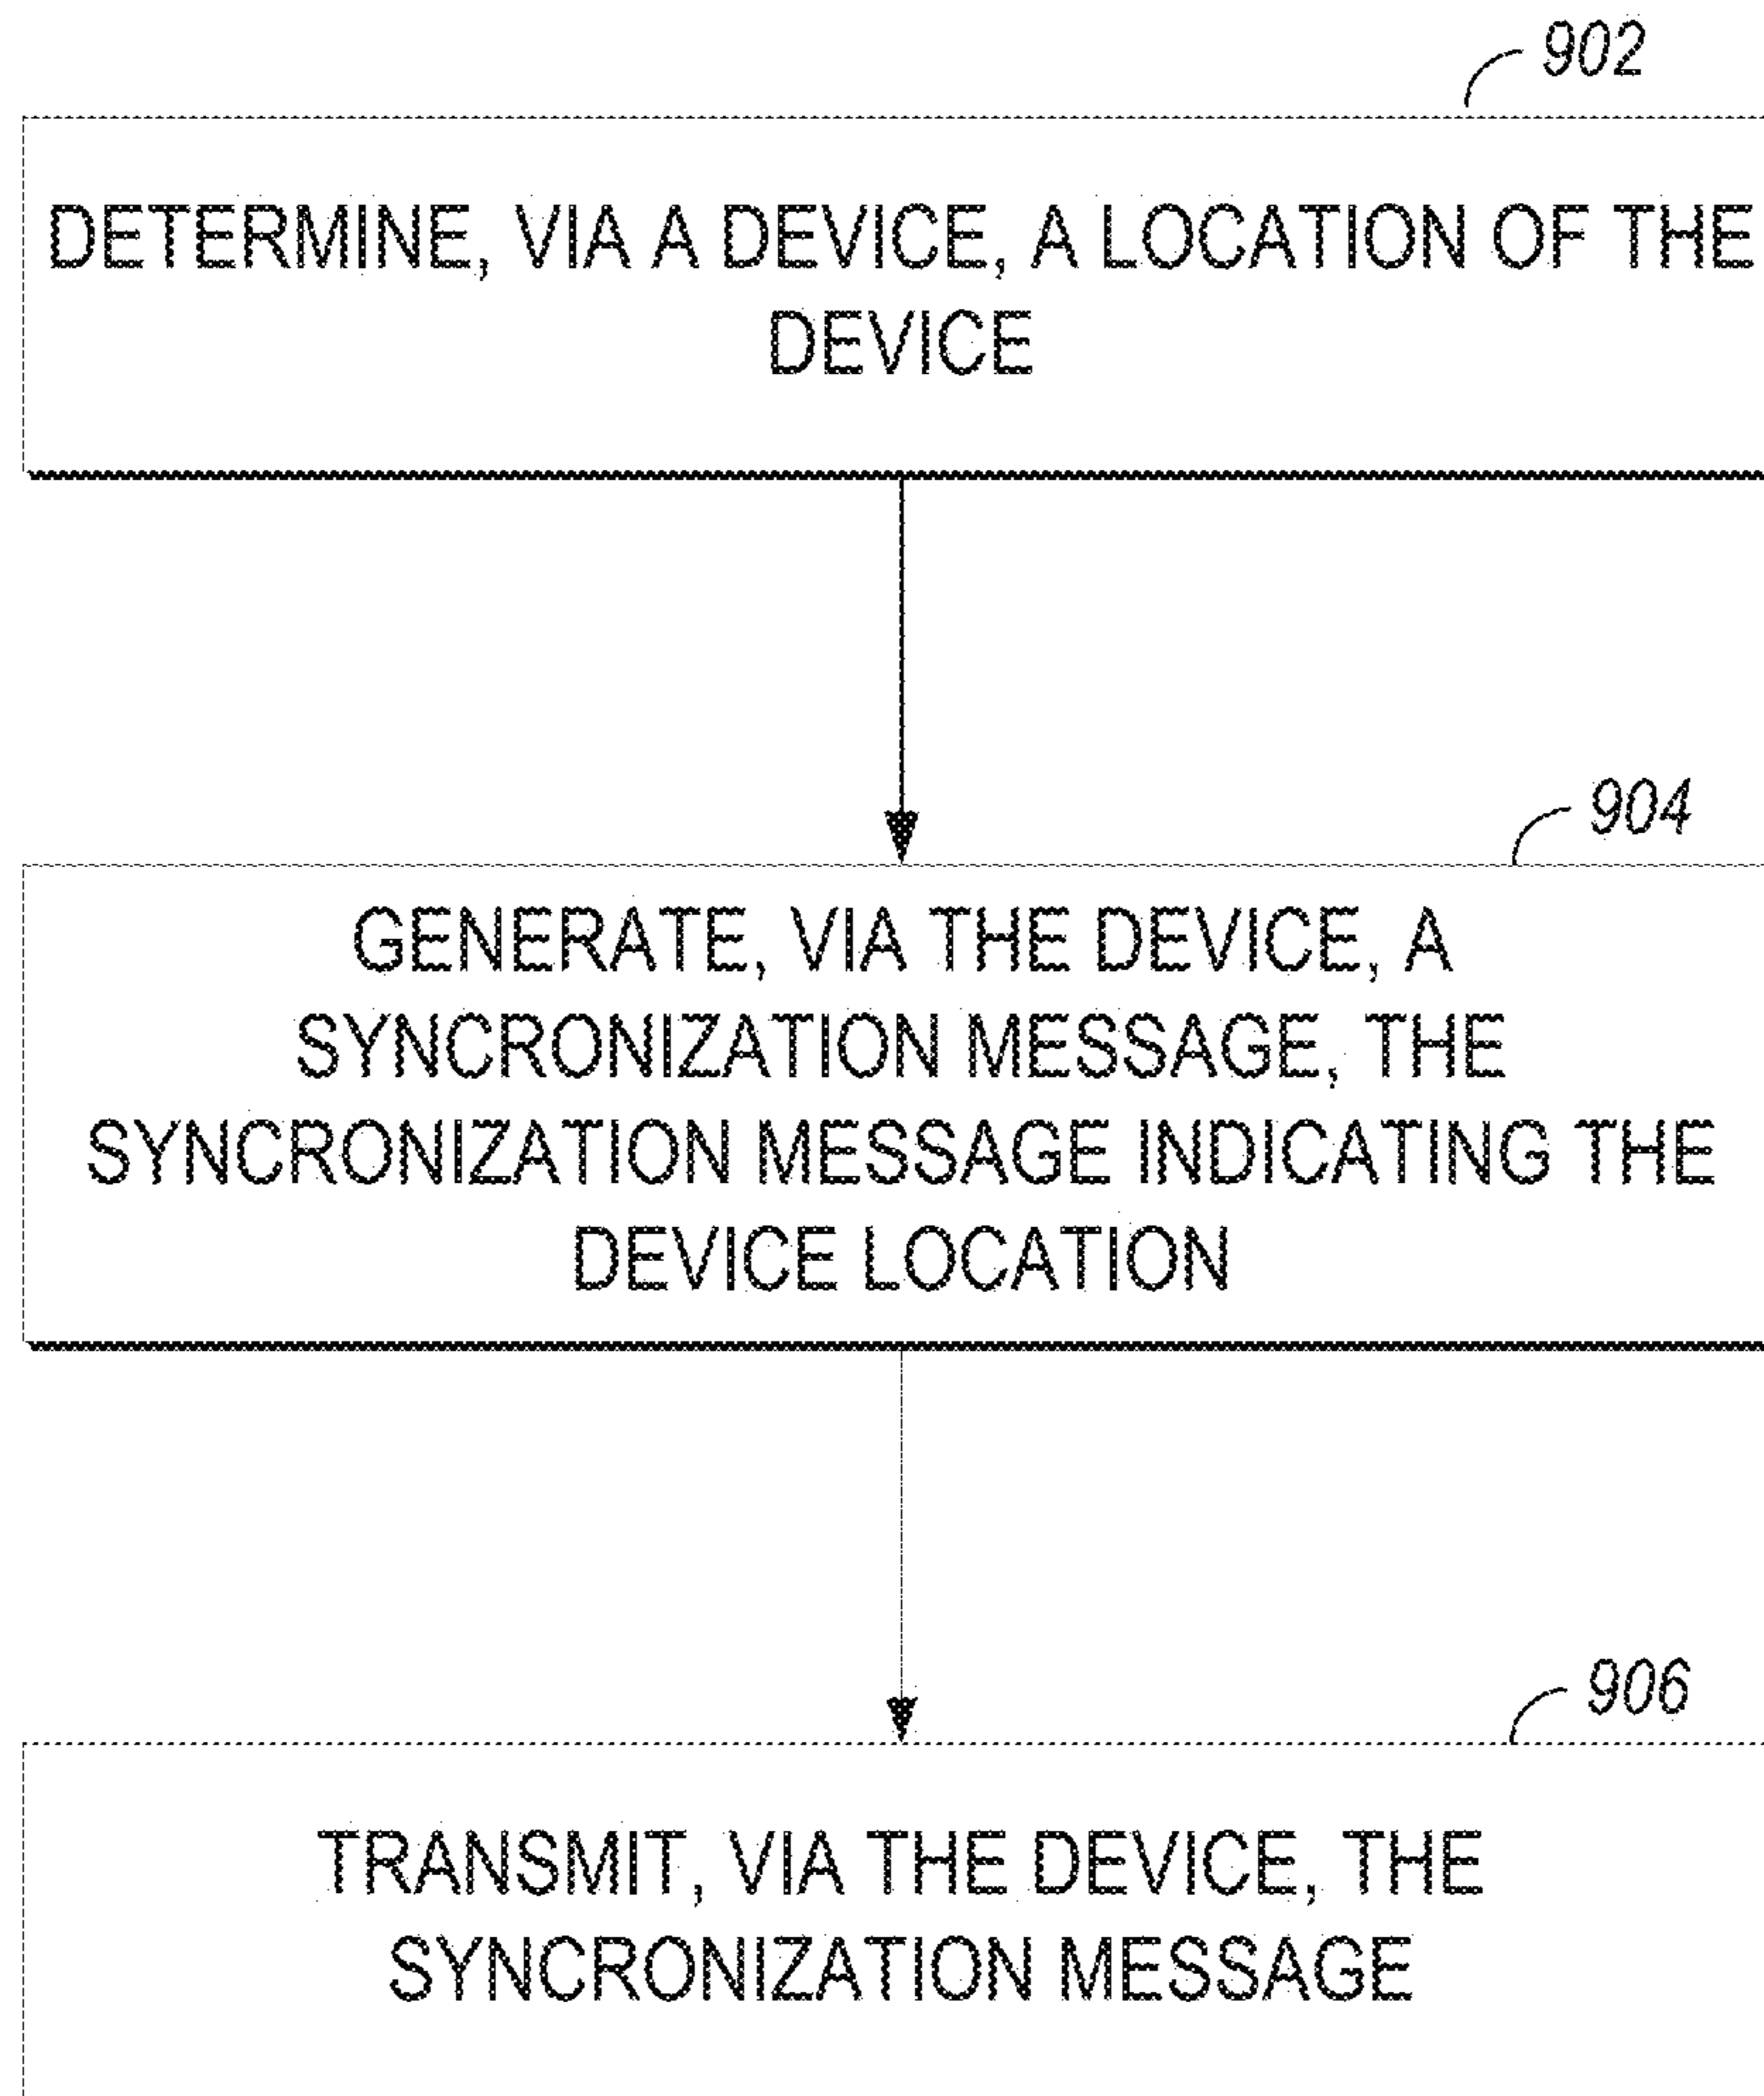 902
DETERMINE, VIA A DEVICE, A LOCATION OF THE
DEVICE
904
GENERATE, VIA THE DEVICE, A
SYNCRONIZATION MESSAGE, THE
SYNCRONIZATION MESSAGE INDICATING THE
DEVICE LOCATION
906
TRANSMIT, VIA THE DEVICE, THE
SYNCRONIZATION MESSAGE